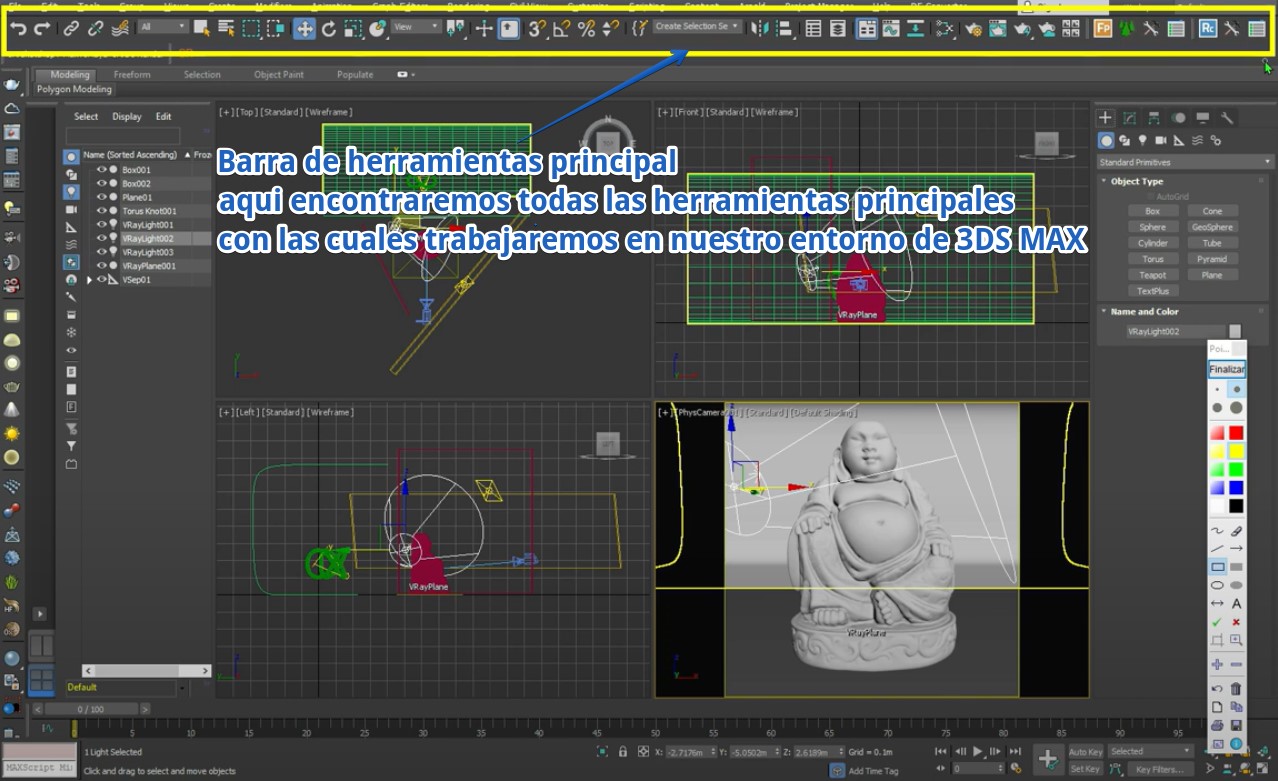 All
View
Create Selection Se
Fp
Rc
Modeling
Freeform
Selection
Object Paint
Populate
Polygon Modeling
Select
Display
Edit
Name (Sorted Ascending)
Froz
Box001
Box002
Plane01
Torus Knot001
VRayLight001
VRayLight002
VRayLight003
VRayPlane001
VSep01
[+] [Top] [Standard] [Wireframe]
[+] [Front] [Standard] [Wireframe]
Barra de herramientas principal
aqui encontraremos todas las herramientas principales
con las cuales trabajaremos en nuestro entorno de 3DS MAX
VRayPlane
[+] [Left] [Standard] [Wireframe]
VRayPlane
[+] [PhysCamera001] [Standard] [Default Shading]
VRayPlane
Standard Primitives
Object Type
AutoGrid
Box
Cone
Sphere
GeoSphere
Cylinder
Tube
Torus
Pyramid
Teapot
Plane
TextPlus
Name and Color
VRayLight002
Poi...
Finalizar
A
Default
0 / 100
0 5 10 15 20 25 30 35 40 45 50 55 60 65 70 75 80 85 90 95
1 Light Selected
X: -2.7176m Y: -5.0502m Z: 2.6189m Grid = 0.1m
Auto Key
Selected
MAXScript Mi
Click and drag to select and move objects
Add Time Tag
0
Set Key
Key Filters...